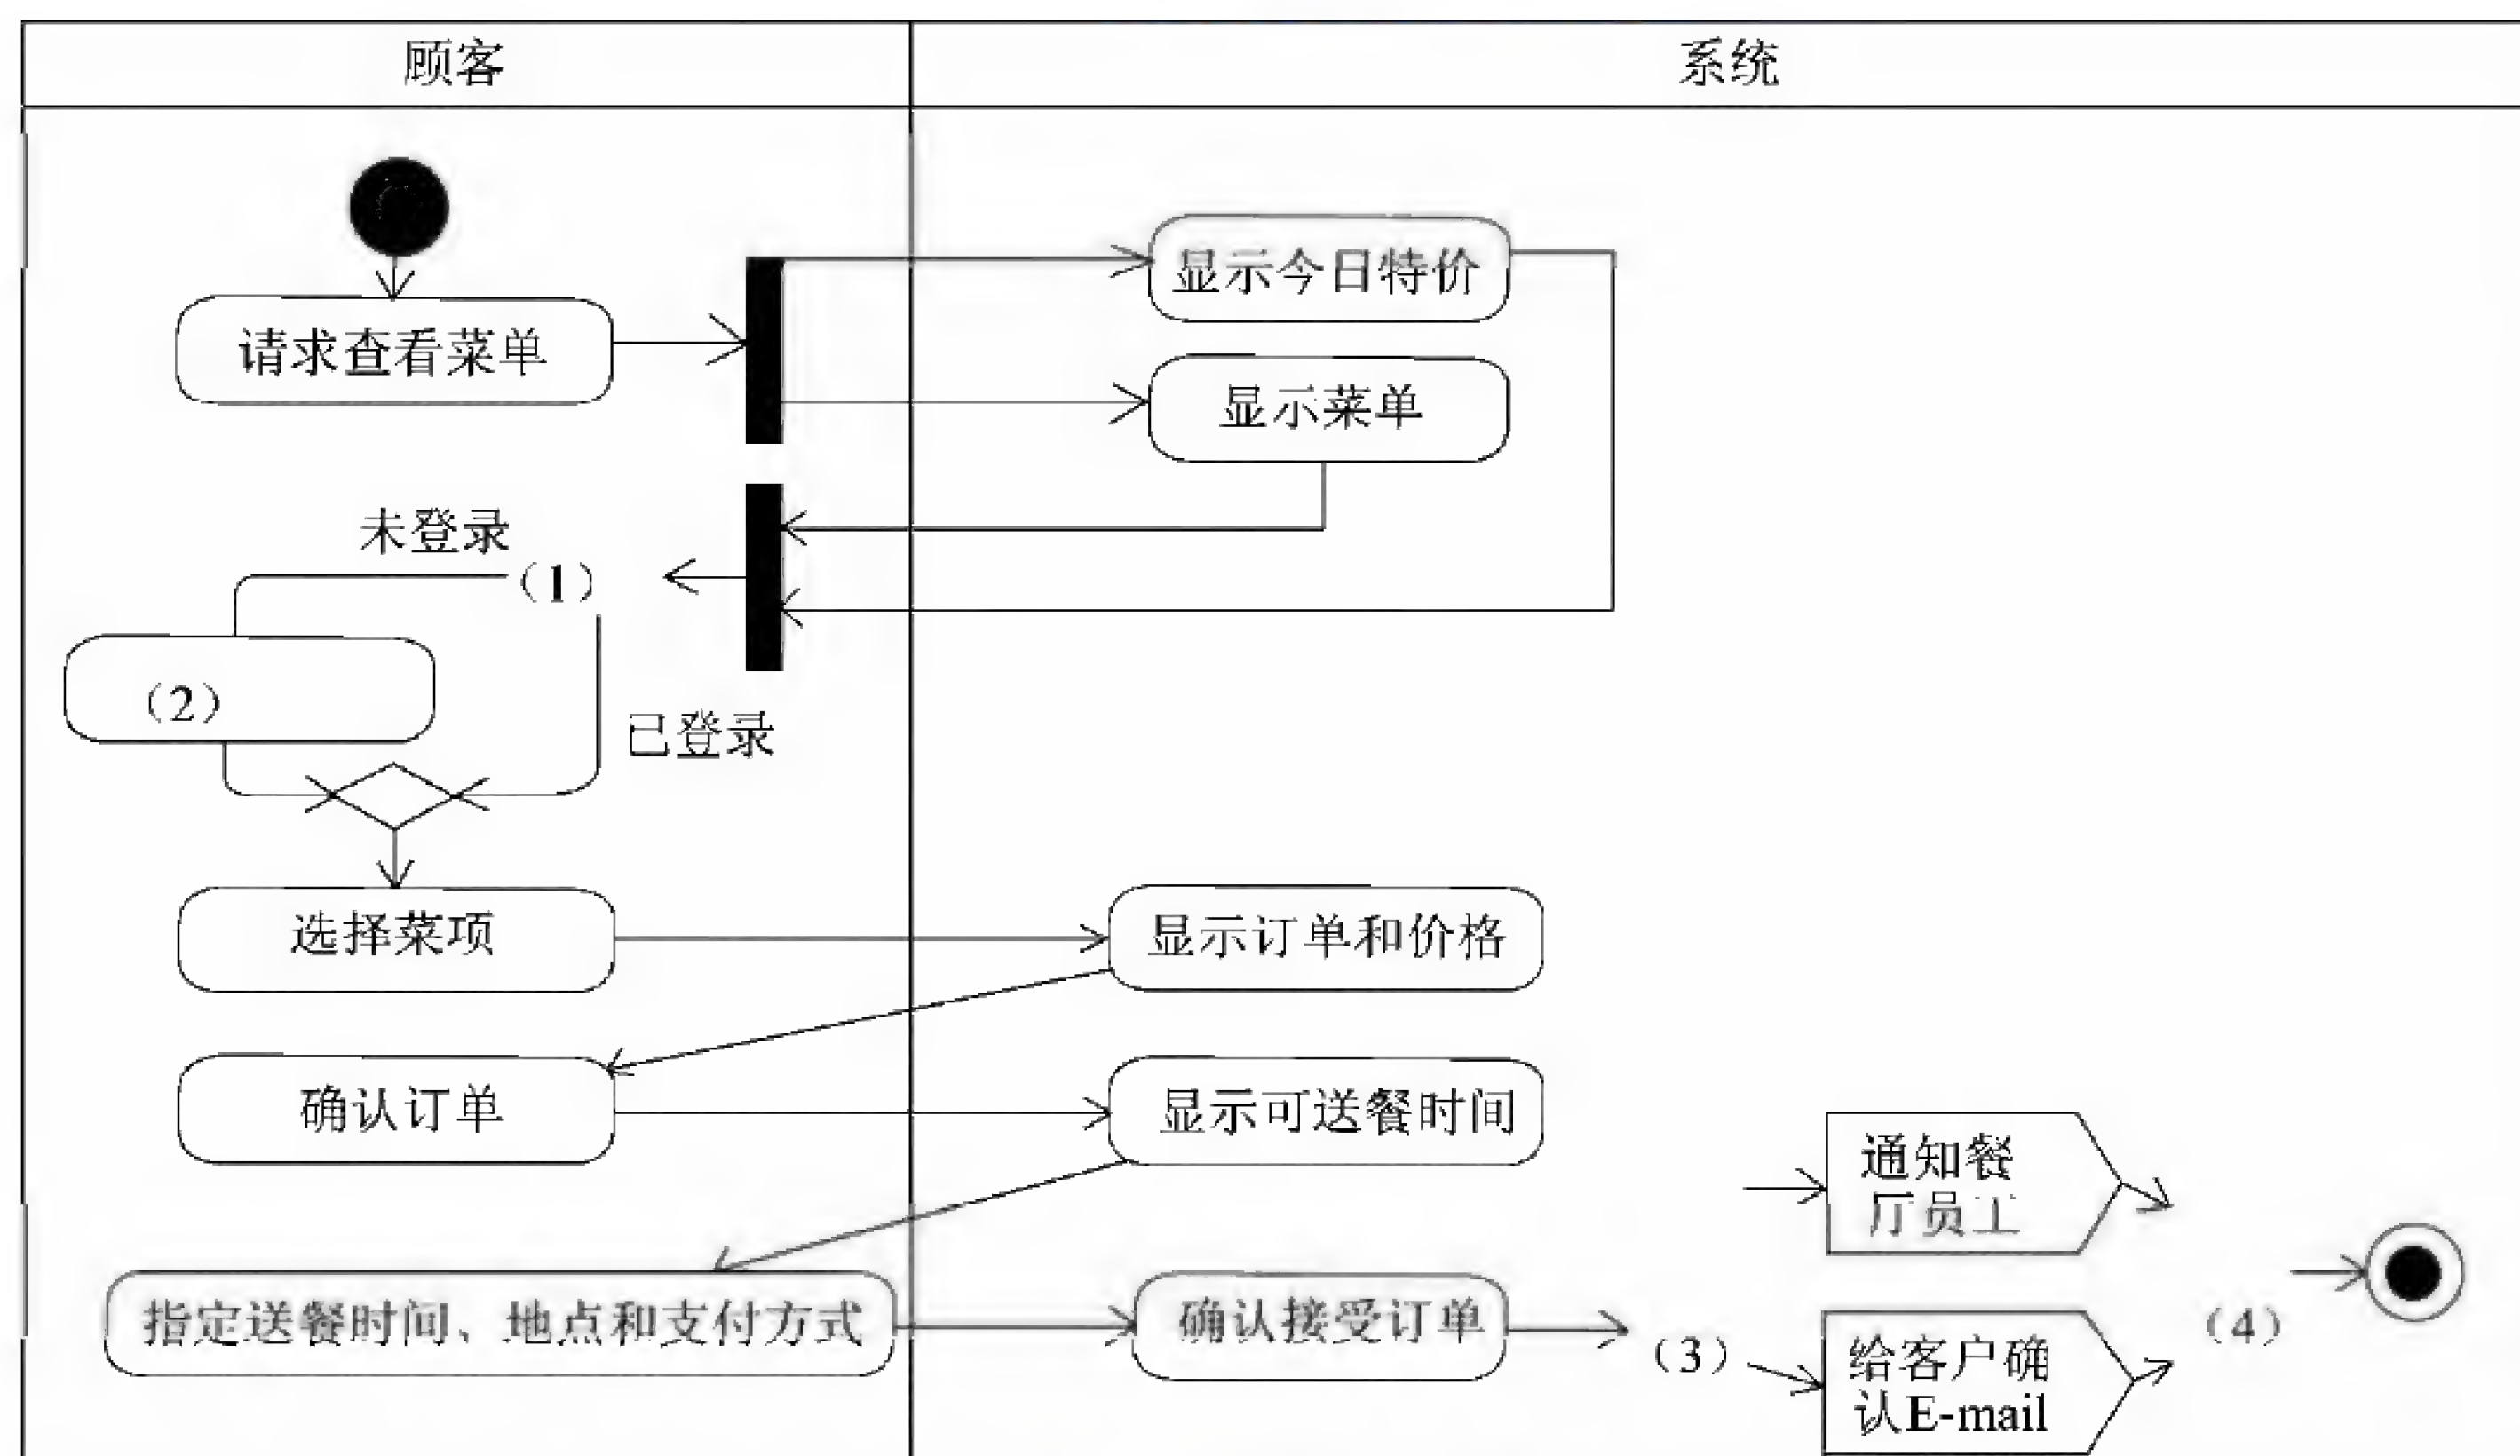 顾客
系统
显示今日特价
请求查看菜单
显示菜单
未登录
（1）
（2）
已登录
选择菜项
显示订单和价格
确认订单
显示可送餐时间
通知餐
厅员工
指定送餐时间、地点和支付方式
确认接受订单
（3）
给客户确
认E-mail
（4）